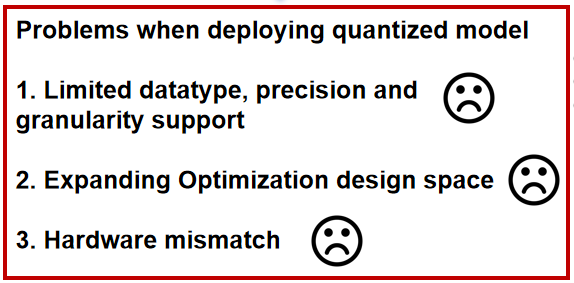 Problems when deploying quantized model
1. Limited datatype, precision and
granularity support
2. Expanding Optimization design space
3. Hardware mismatch